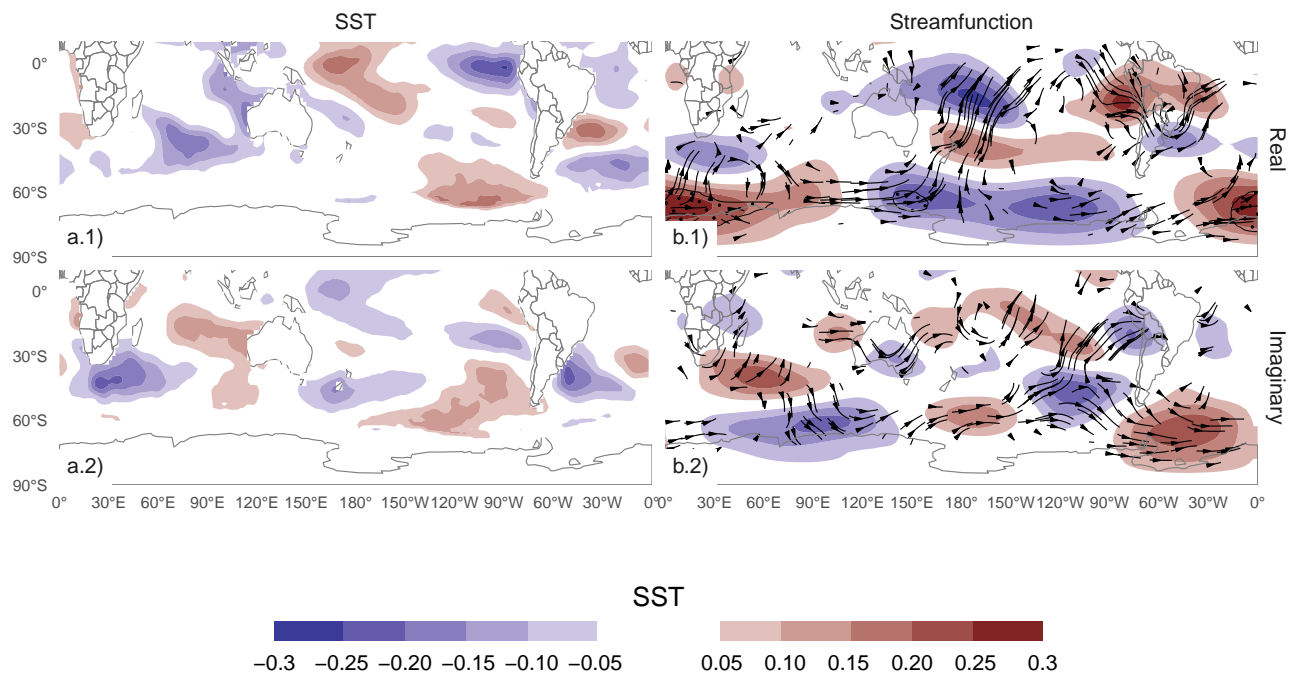 SST Streamfunction
0°
30°S
60°S
90°S
a.1) b.1)
Real
0°
30°S
60°S
90°S
a.2) b.2)
Imaginary
0° 30°E 60°E 90°E 120°E 150°E 180° 150°W 120°W 90°W 60°W 30°W 0° 30°E 60°E 90°E 120°E 150°E 180° 150°W 120°W 90°W 60°W 30°W 0°
SST
−0.3 −0.25 −0.20 −0.15 −0.10 −0.05 0.05 0.10 0.15 0.20 0.25 0.3